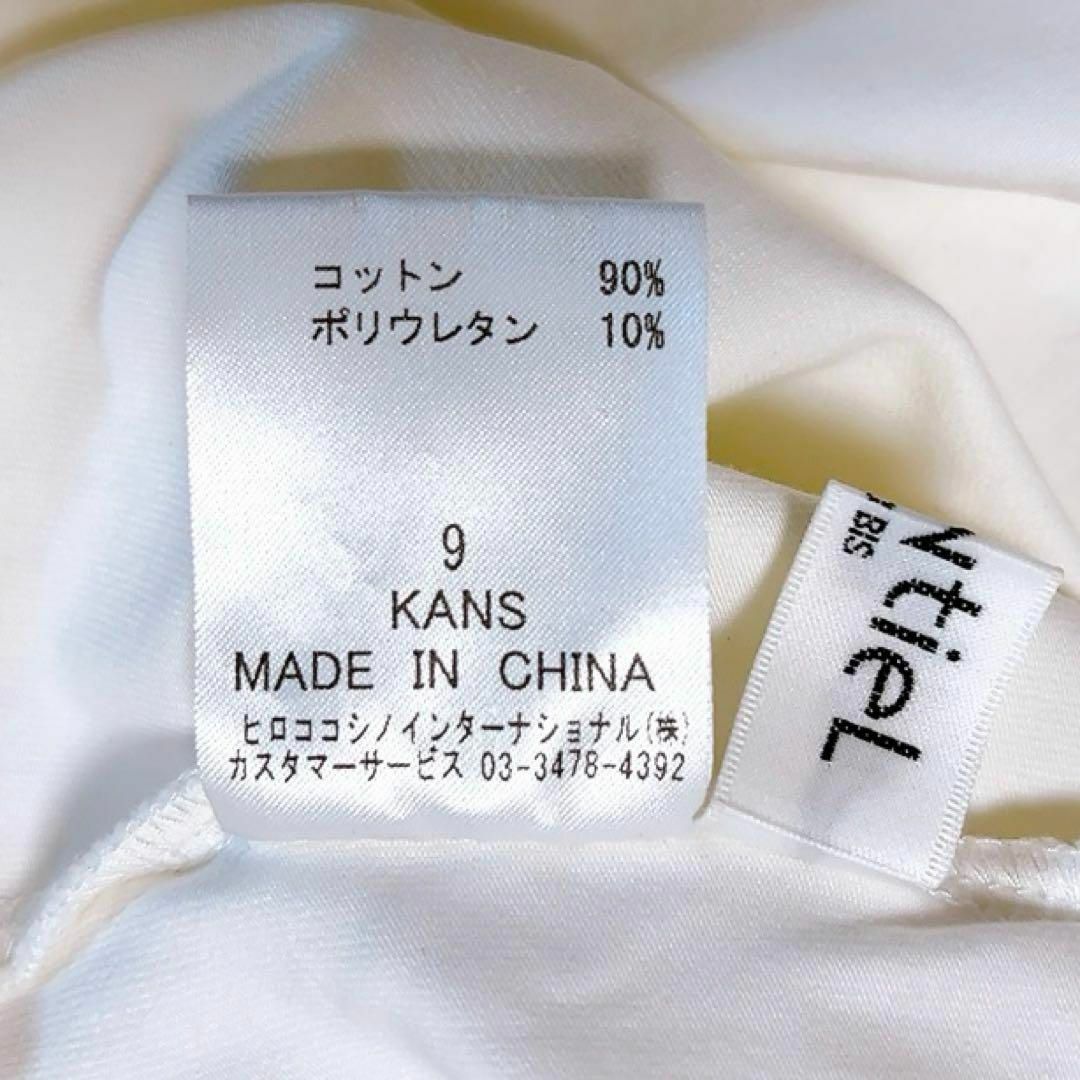 コットン 90%
ポリウレタン 10%
9
KANS
MADE IN CHINA
ヒロココシノインターナショナル(株)
カスタマーサービス 03-3478-4392
ntieL
BIS